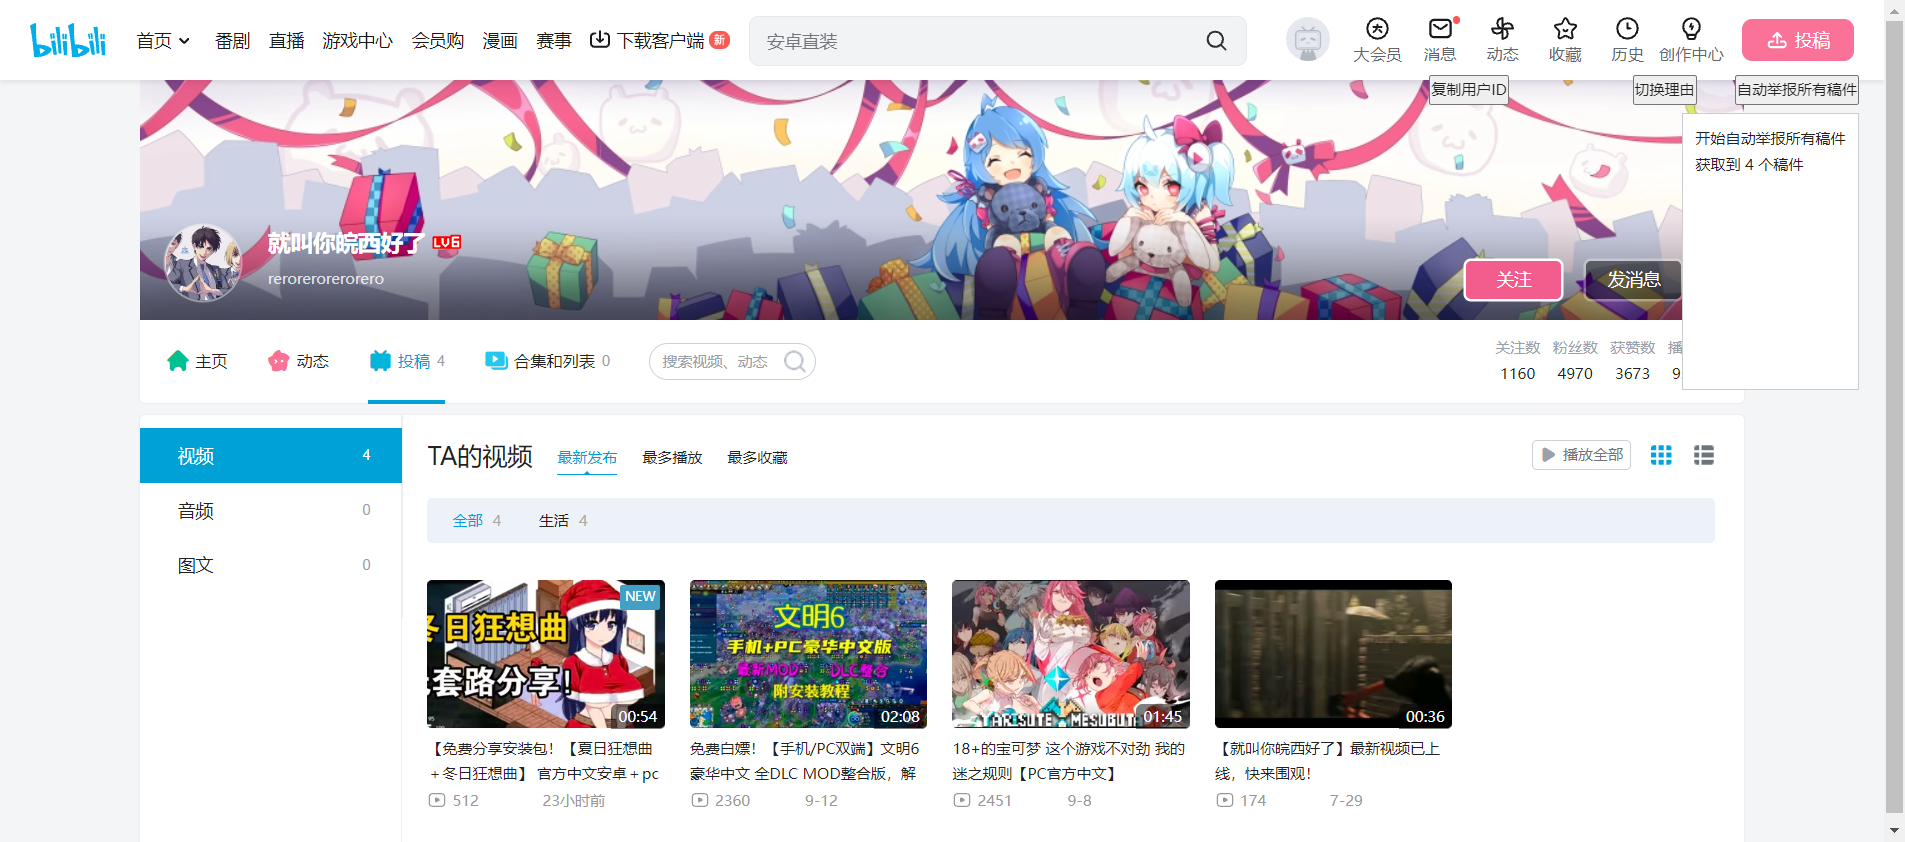 bilibili
首页
番剧
直播
游戏中心
会员购
漫画
赛事
下载客户端
新
安卓直装
大会员
消息
动态
收藏
历史
创作中心
投稿
复制用户ID
切换理由
自动举报所有稿件
开始自动举报所有稿件
获取到 4 个稿件
就叫你皖西好了 LV6
rerorerorerorero
关注
发消息
主页
动态
投稿 4
合集和列表 0
搜索视频、动态
关注数 粉丝数 获赞数 播
1160 4970 3673 9
视频 4
音频 0
图文 0
TA的视频
最新发布
最多播放
最多收藏
播放全部
全部 4
生活 4
NEW
冬日狂想曲
套路分享!
00:54
【免费分享安装包！【夏日狂想曲
＋冬日狂想曲】 官方中文安卓＋pc
512 23小时前
文明6
手机+PC豪华中文版
最新MOD DLC整合
附安装教程
02:08
免费白嫖！【手机/PC双端】文明6
豪华中文 全DLC MOD整合版，解
2360 9-12
01:45
18+的宝可梦 这个游戏不对劲 我的
迷之规则【PC官方中文】
2451 9-8
00:36
【就叫你皖西好了】最新视频已上
线，快来围观！
174 7-29